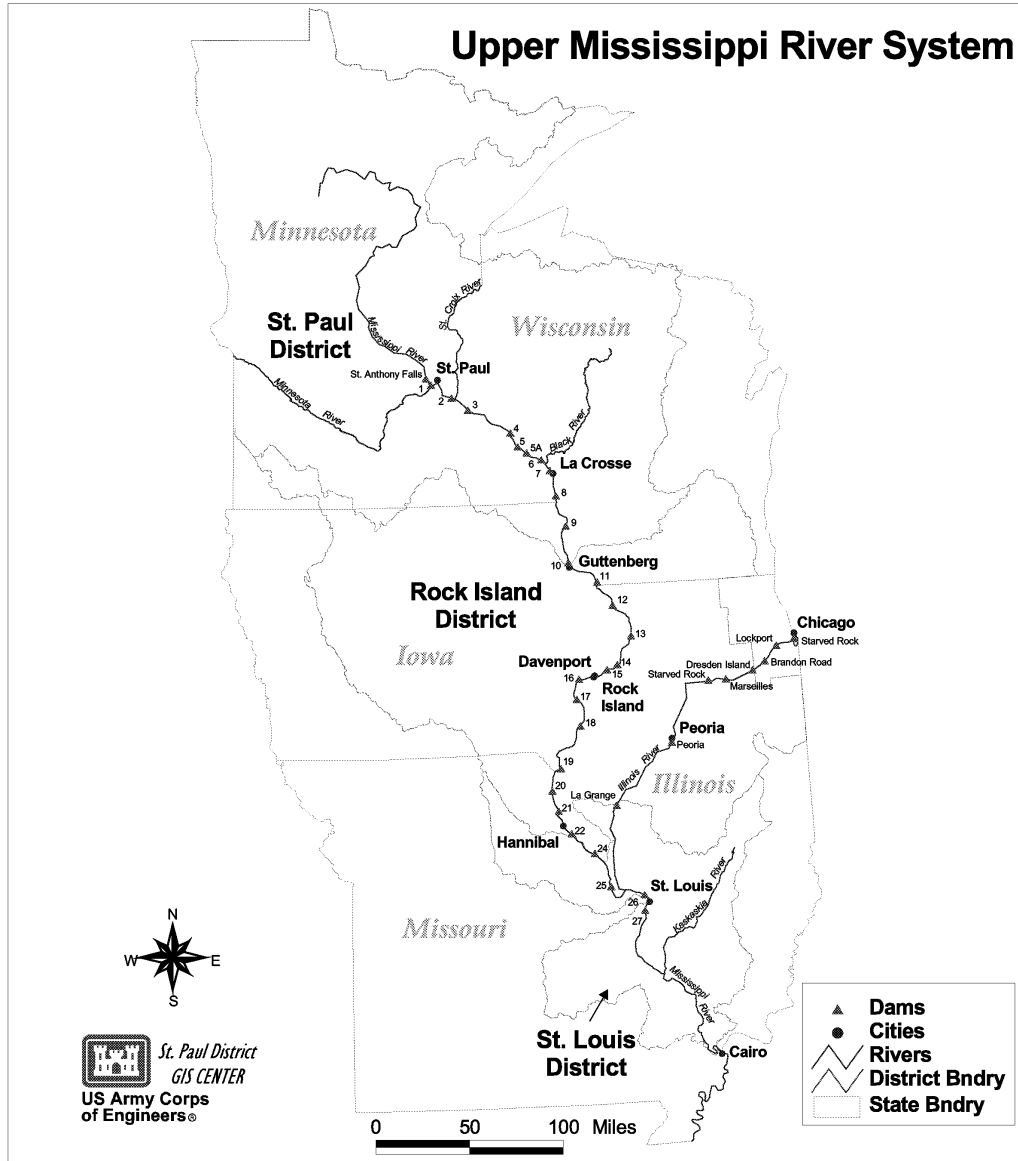 Upper Mississippi River System
Minnesota
St. Croix River
Wisconsin
St. Paul
District
Mississippi River
St. Anthony Falls
St. Paul
1
2
3
Minnesota River
4
5
5A
Black River
6
7
La Crosse
8
9
10
Guttenberg
11
Rock Island
District
12
13
Iowa
Chicago
Lockport
Starved Rock
Brandon Road
Dresden Island
Starved Rock
Marseilles
Davenport
14
15
16
Rock
Island
17
18
Peoria
Peoria
Illinois River
Illinois
19
20
La Grange
21
22
Hannibal
24
25
26
St. Louis
27
Kaskaskia River
Missouri
Mississippi River
N
W
E
S
St. Louis
District
Cairo
Dams
Cities
Rivers
District Bndry
State Bndry
St. Paul District
GIS CENTER
US Army Corps
of Engineers®
0 50 100 Miles